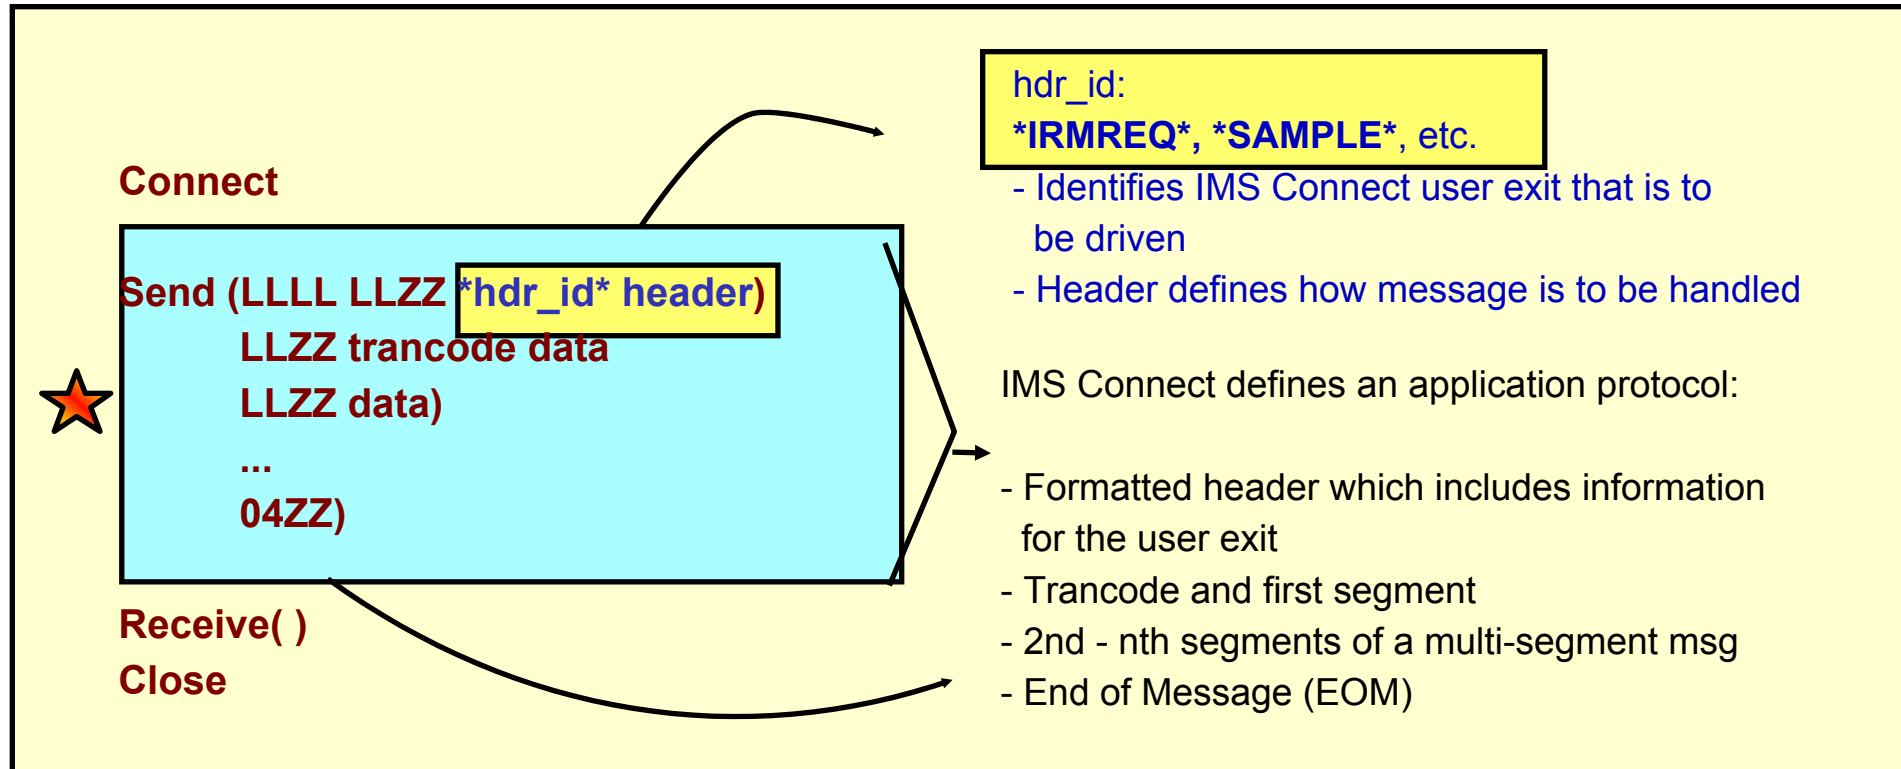 Connect
Send (LLLL LLZZ *hdr_id* header)
LLZZ trancode data
LLZZ data)
...
04ZZ)
Receive( )
Close
hdr_id:
*IRMREQ*, *SAMPLE*, etc.
- Identifies IMS Connect user exit that is to
be driven
- Header defines how message is to be handled
IMS Connect defines an application protocol:
- Formatted header which includes information
for the user exit
- Trancode and first segment
- 2nd - nth segments of a multi-segment msg
- End of Message (EOM)